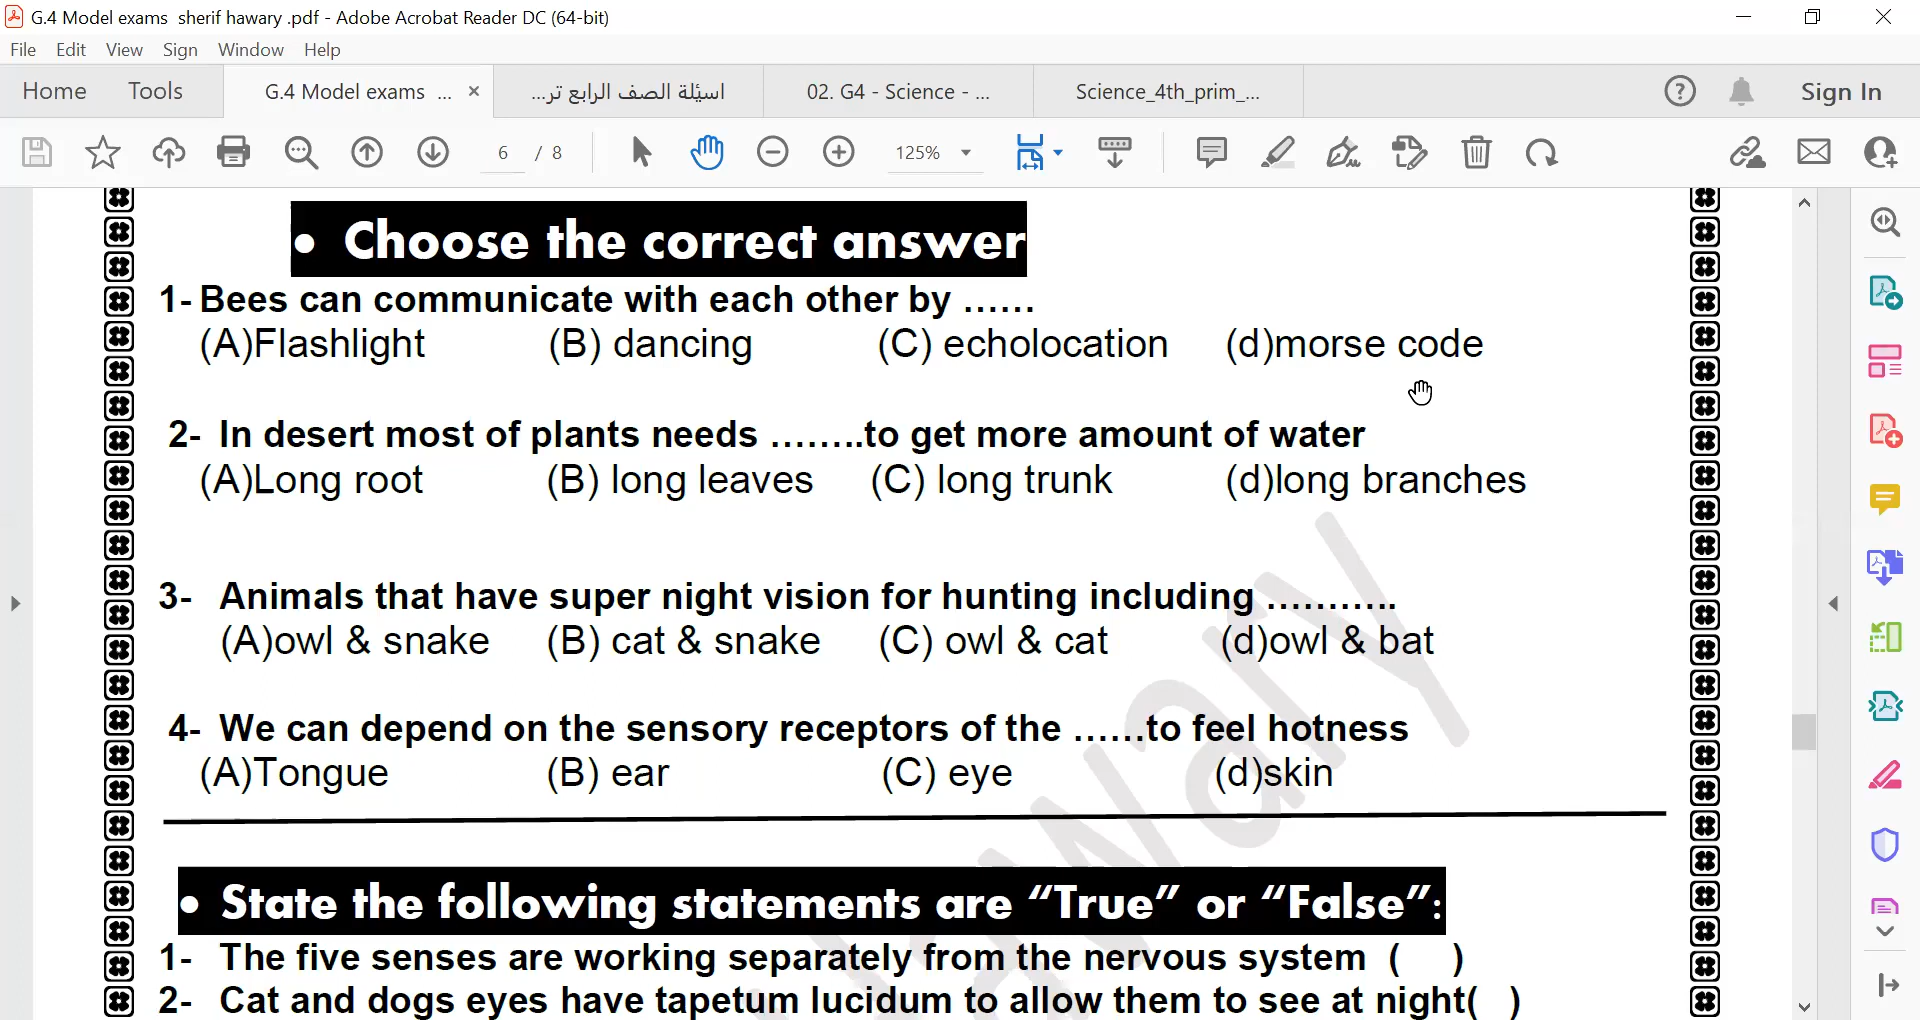 G.4 Model exams  sherif hawary .pdf - Adobe Acrobat Reader DC (64-bit)
File Edit View Sign Window Help
Home Tools G.4 Model exams ... × اسئلة الصف الرابع تر... 02. G4 - Science - ... Science_4th_prim_... Sign In
6 / 8 125%
• Choose the correct answer
1- Bees can communicate with each other by ......
(A)Flashlight (B) dancing (C) echolocation (d)morse code
2- In desert most of plants needs ........to get more amount of water
(A)Long root (B) long leaves (C) long trunk (d)long branches
3- Animals that have super night vision for hunting including ...........
(A)owl & snake (B) cat & snake (C) owl & cat (d)owl & bat
4- We can depend on the sensory receptors of the ......to feel hotness
(A)Tongue (B) ear (C) eye (d)skin
• State the following statements are “True” or “False”:
1- The five senses are working separately from the nervous system ( )
2- Cat and dogs eyes have tapetum lucidum to allow them to see at night( )